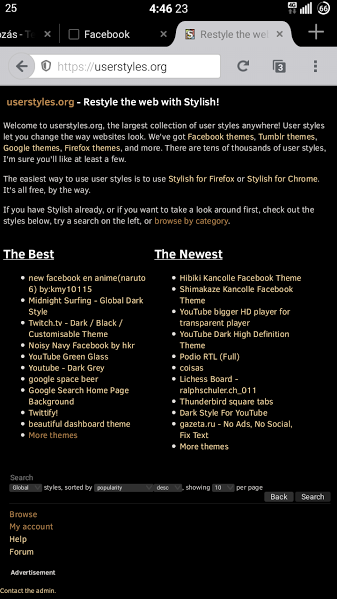 25 4:46 23 4G 66
ozás - Te Facebook Restyle the we
https://userstyles.org 3
userstyles.org - Restyle the web with Stylish!
Welcome to userstyles.org, the largest collection of user styles anywhere! User styles
let you change the way websites look. We've got Facebook themes, Tumblr themes,
Google themes, Firefox themes, and more. There are tens of thousands of user styles,
I'm sure you'll like at least a few.
The easiest way to use user styles is to use Stylish for Firefox or Stylish for Chrome.
It's all free, by the way.
If you have Stylish already, or if you want to take a look around first, check out the
styles below, try a search on the left, or browse by category.
The Best
new facebook en anime(naruto
6) by:kmy10115
Midnight Surfing - Global Dark
Style
Twitch.tv - Dark / Black /
Customisable Theme
Noisy Navy Facebook by hkr
YouTube Green Glass
Youtube - Dark Grey
google space beer
Google Search Home Page
Background
Twittify!
beautiful dashboard theme
More themes
The Newest
Hibiki Kancolle Facebook Theme
Shimakaze Kancolle Facebook
Theme
YouTube bigger HD player for
transparent player
YouTube Dark High Definition
Theme
Podio RTL (Full)
coisas
Lichess Board -
ralphschuler.ch_011
Thunderbird square tabs
Dark Style For YouTube
gazeta.ru - No Ads, No Social,
Fix Text
More themes
Search
Global styles, sorted by popularity desc, showing 10 per page
Back Search
Browse
My account
Help
Forum
Advertisement
Contact the admin.